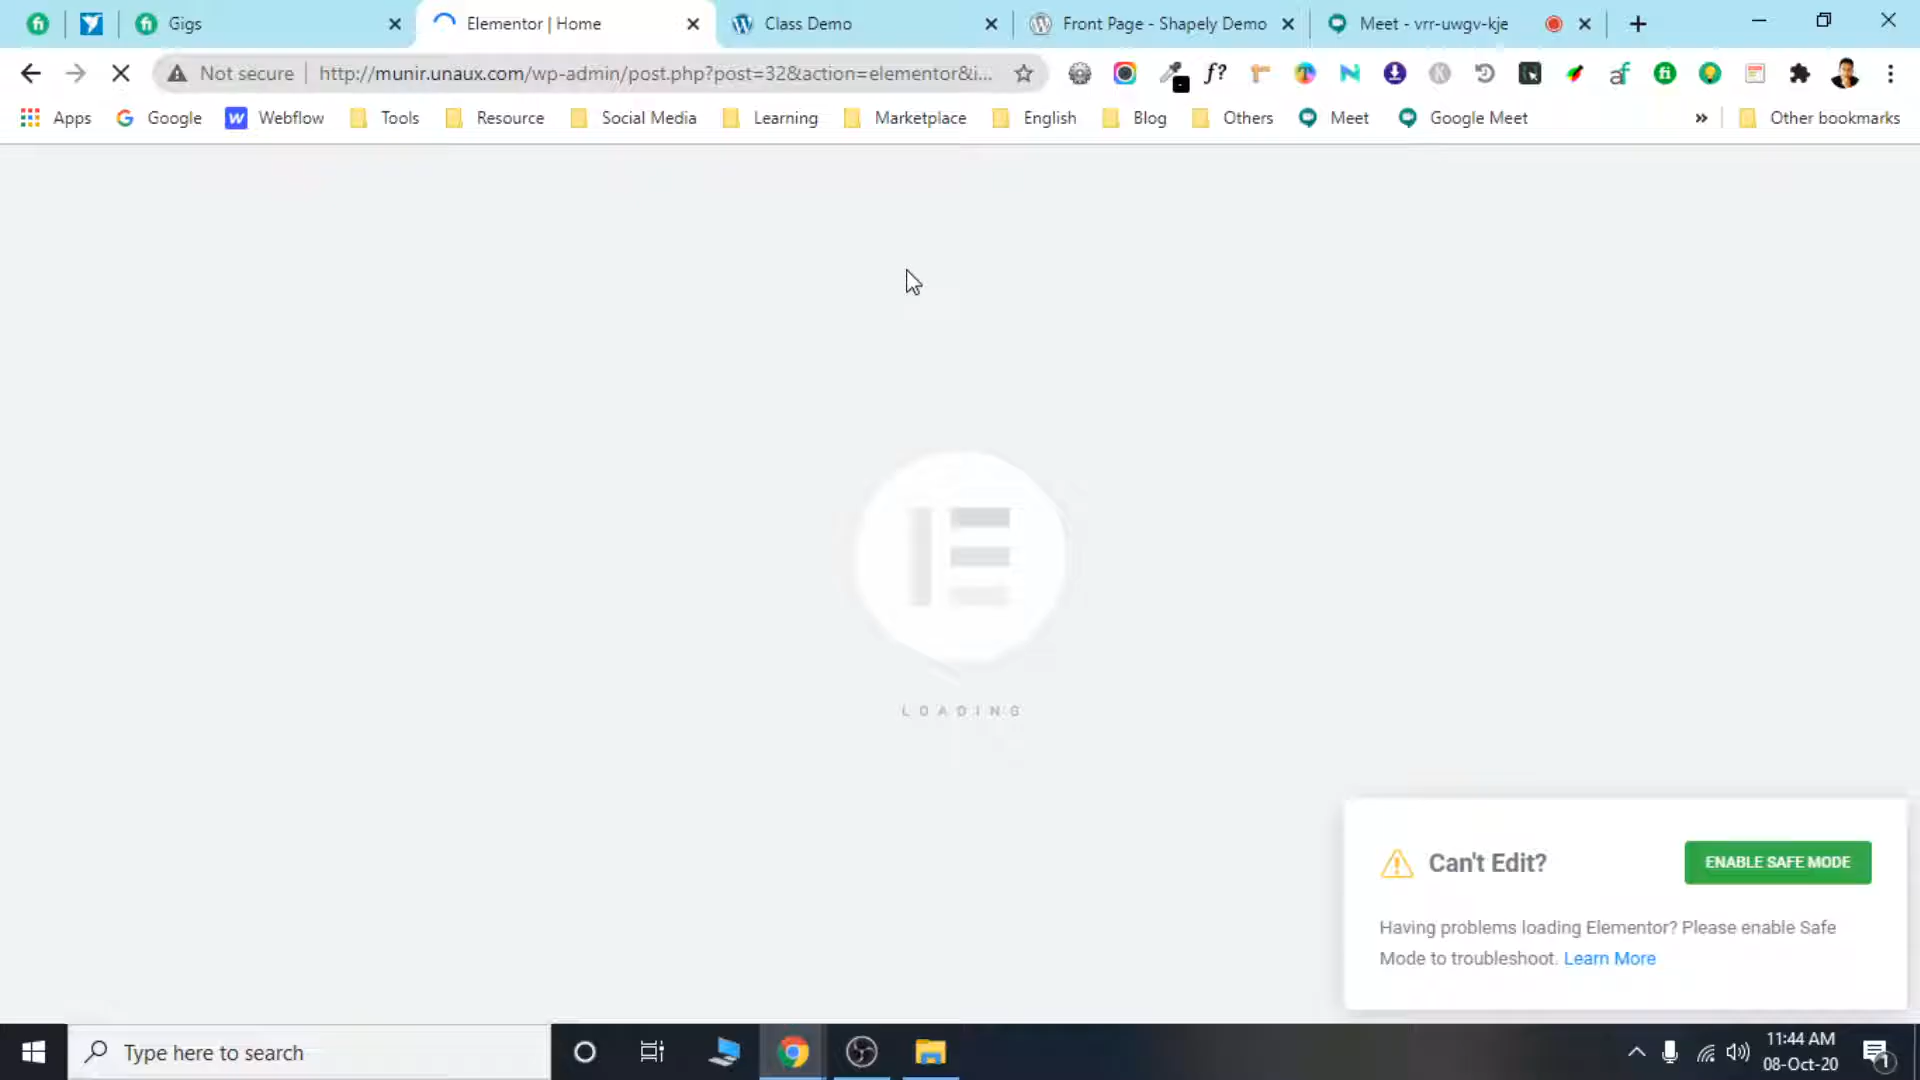 Gigs
Elementor | Home
Class Demo
Front Page - Shapely Demo
Meet - vrr-uwgv-kje
Not secure
http://munir.unaux.com/wp-admin/post.php?post=32&action=elementor&i...
Apps
Google
Webflow
Tools
Resource
Social Media
Learning
Marketplace
English
Blog
Others
Meet
Google Meet
Other bookmarks
LOADING
Can't Edit?
ENABLE SAFE MODE
Having problems loading Elementor? Please enable Safe
Mode to troubleshoot. Learn More
Type here to search
11:44 AM
08-Oct-20
1